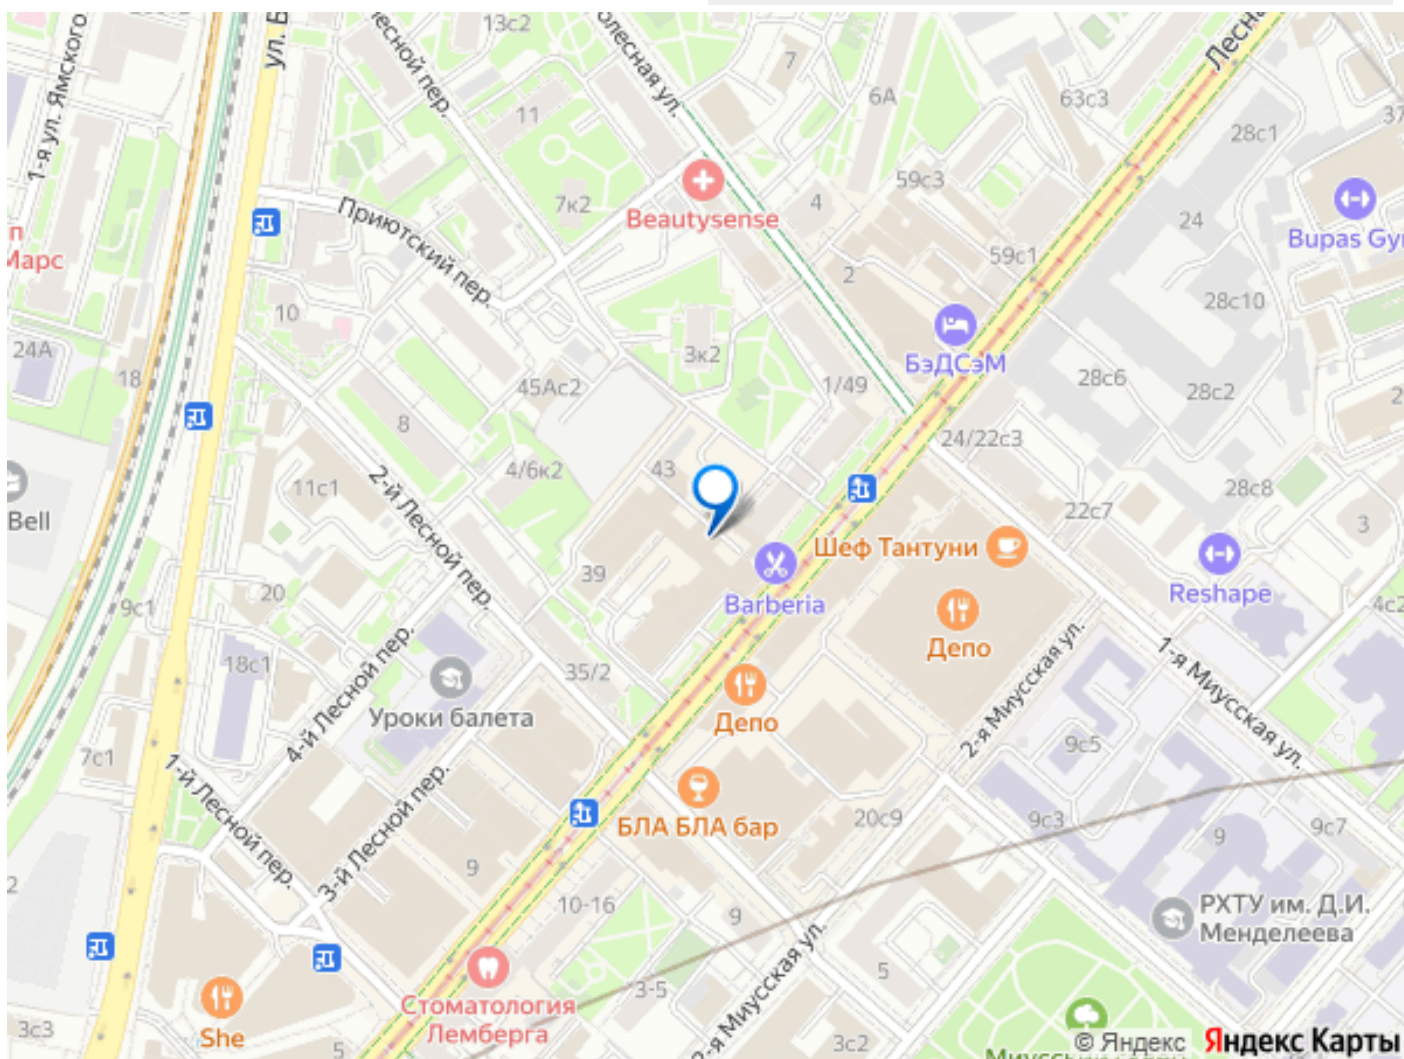 13с2
7
Лесн
6А
63с3
37
28с1
ул. Б
Лесной пер.
олесная ул.
1-я ул. Ямского
11
59с3
4
24
7к2
Beautysense
Приютский пер.
п
Марс
Bupas Gy
59с1
2
28с10
10
24А
18
3к2
БэДСэМ
45Ас2
1/49
28с6
28с2
2
8
24/22с3
4/6к2
43
2-й Лесной пер.
11с1
28с8
Bell
22с7
3
Шеф Тантуни
39
Barberia
Reshape
9с1
20
4с2
Депо
18с1
35/2
Уроки балета
4-й Лесной пер.
Депо
2-я Миусская ул.
1-я Миусская ул.
7с1
9с5
1-й Лесной пер.
3-й Лесной пер.
БЛА БЛА бар
20с9
9с3
9
9с7
9
2
10-16
9
РХТУ им. Д.И.
Менделеева
5
3-5
2-я Миусская ул.
Стоматология
Лемберга
She
3с3
5
3с2
© Яндекс
Яндекс Карты